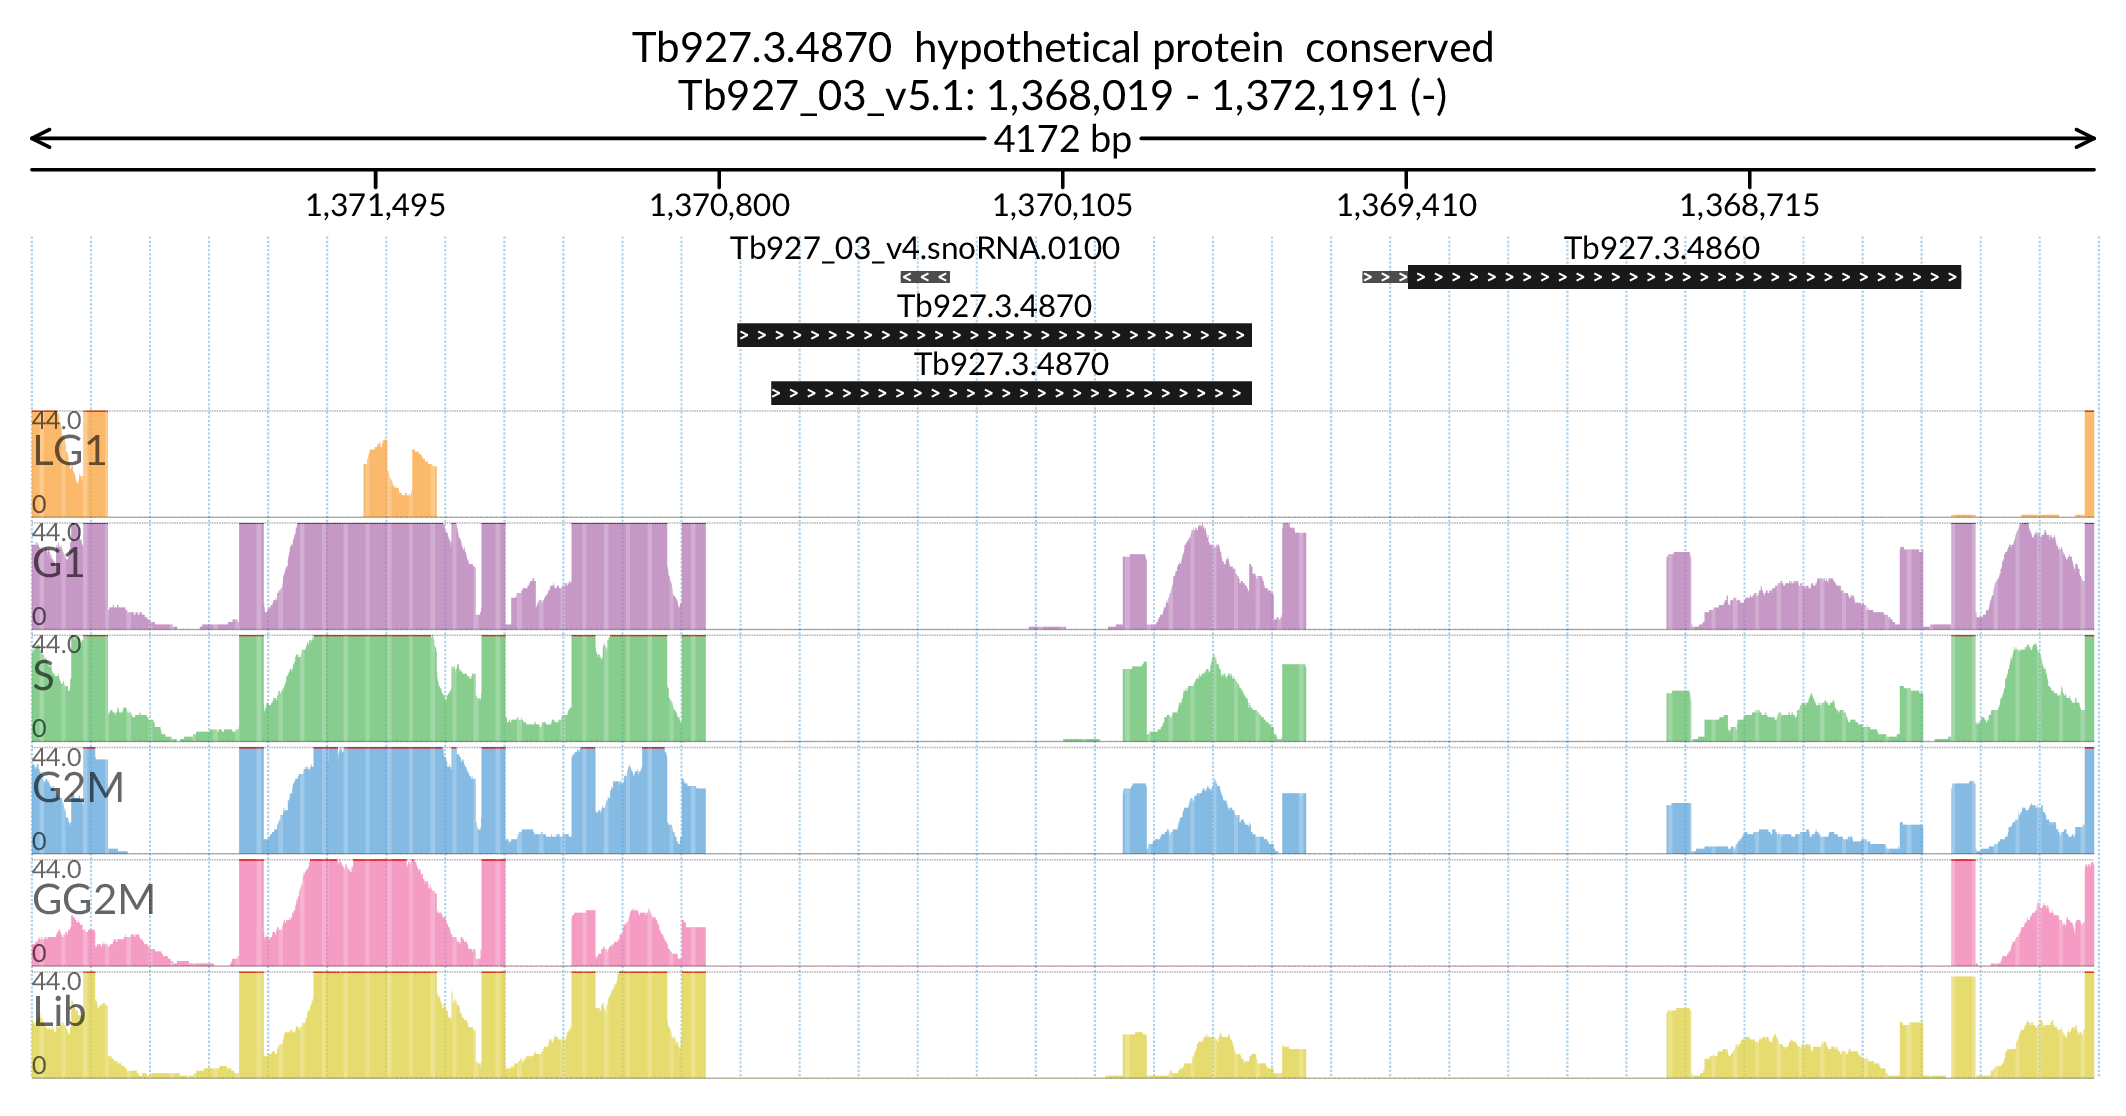 Tb927.3.4870  hypothetical protein  conserved
Tb927_03_v5.1: 1,368,019 - 1,372,191 (-)
4172 bp
1,371,495 1,370,800 1,370,105 1,369,410 1,368,715
Tb927_03_v4.snoRNA.0100 Tb927.3.4860
Tb927.3.4870
Tb927.3.4870
44.0
LG1
0
44.0
G1
0
44.0
S
0
44.0
G2M
0
44.0
GG2M
0
44.0
Lib
0